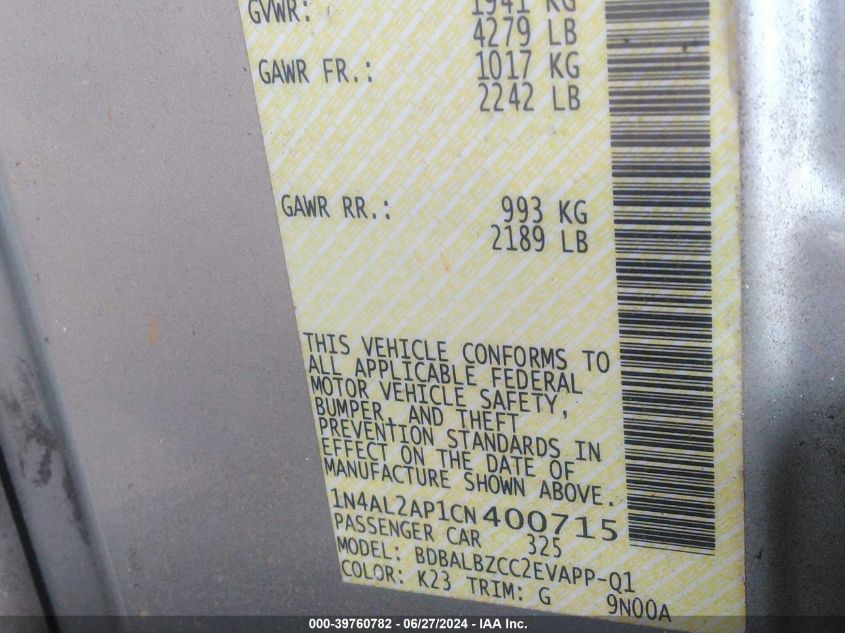 GVWR: 1941 KG
4279 LB
GAWR FR.: 1017 KG
2242 LB
GAWR RR.: 993 KG
2189 LB
THIS VEHICLE CONFORMS TO
ALL APPLICABLE FEDERAL
MOTOR VEHICLE SAFETY,
BUMPER, AND THEFT
PREVENTION STANDARDS IN
EFFECT ON THE DATE OF
MANUFACTURE SHOWN ABOVE.
1N4AL2AP1CN400715
PASSENGER CAR 325
MODEL: BDBALBZCC2EVAPP-Q1
COLOR: K23 TRIM: G 9N00A
000-39760782 - 06/27/2024 - IAA Inc.